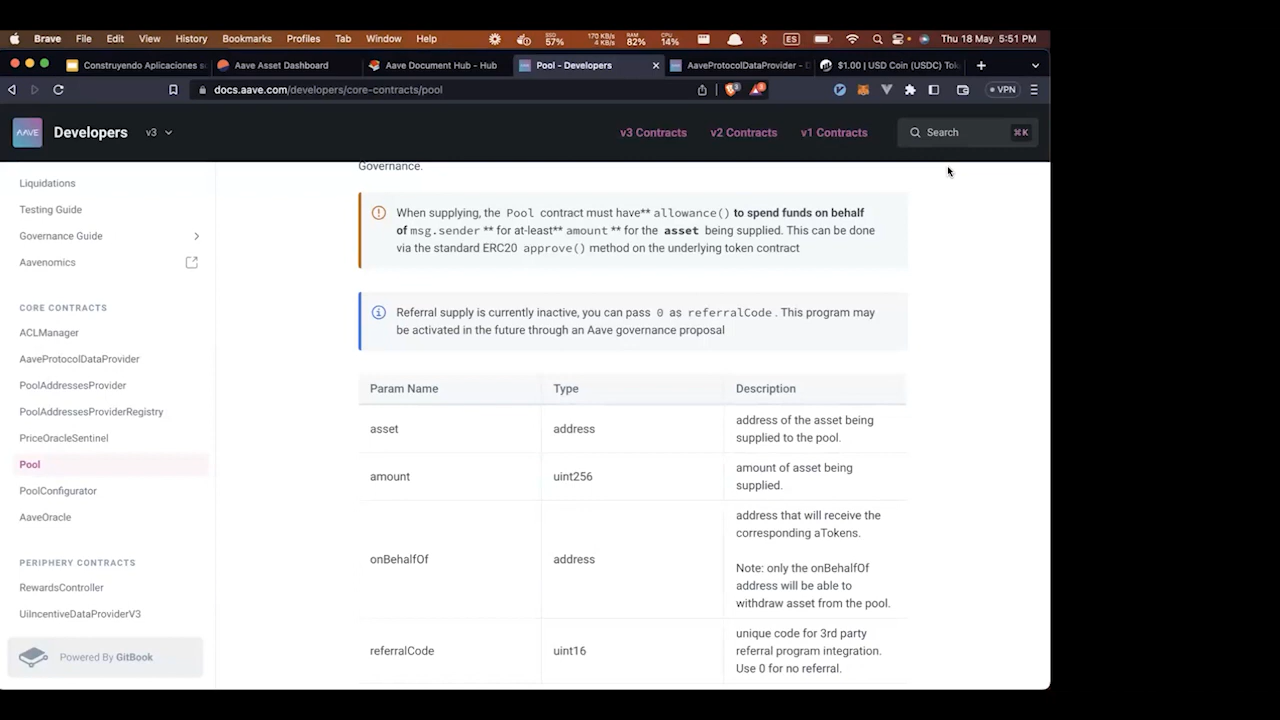 Brave File Edit View History Bookmarks Profiles Tab Window Help SSD 57% 170 KB/s 4 KB/s RAM 82% CPU 14% ES Thu 18 May 5:51 PM
Construyendo Aplicaciones s Aave Asset Dashboard Aave Document Hub - Hub Pool - Developers AaveProtocolDataProvider - D $1.00 | USD Coin (USDC) Tok
docs.aave.com/developers/core-contracts/pool VPN
AAVE Developers v3 v3 Contracts v2 Contracts v1 Contracts Search ⌘K
Liquidations
Testing Guide
Governance Guide
Aavenomics
CORE CONTRACTS
ACLManager
AaveProtocolDataProvider
PoolAddressesProvider
PoolAddressesProviderRegistry
PriceOracleSentinel
Pool
PoolConfigurator
AaveOracle
PERIPHERY CONTRACTS
RewardsController
UiIncentiveDataProviderV3
Powered By GitBook
Governance.
When supplying, the Pool contract must have** allowance() to spend funds on behalf
of msg.sender ** for at-least** amount ** for the asset being supplied. This can be done
via the standard ERC20 approve() method on the underlying token contract
Referral supply is currently inactive, you can pass 0 as referralCode. This program may
be activated in the future through an Aave governance proposal
Param Name Type Description
asset address address of the asset being
supplied to the pool.
amount uint256 amount of asset being
supplied.
onBehalfOf address address that will receive the
corresponding aTokens.
Note: only the onBehalfOf
address will be able to
withdraw asset from the pool.
referralCode uint16 unique code for 3rd party
referral program integration.
Use 0 for no referral.